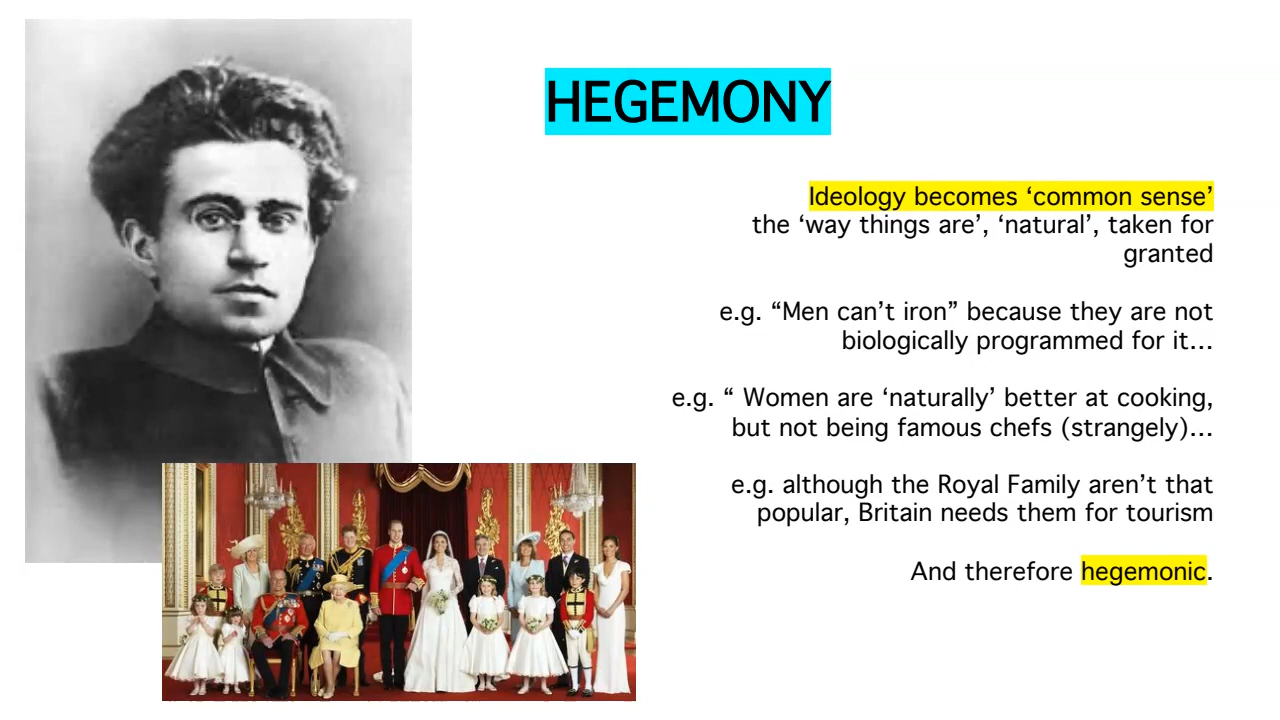 HEGEMONY
Ideology becomes ‘common sense’
the ‘way things are’, ‘natural’, taken for
granted
e.g. “Men can’t iron” because they are not
biologically programmed for it…
e.g. “ Women are ‘naturally’ better at cooking,
but not being famous chefs (strangely)…
e.g. although the Royal Family aren’t that
popular, Britain needs them for tourism
And therefore hegemonic.